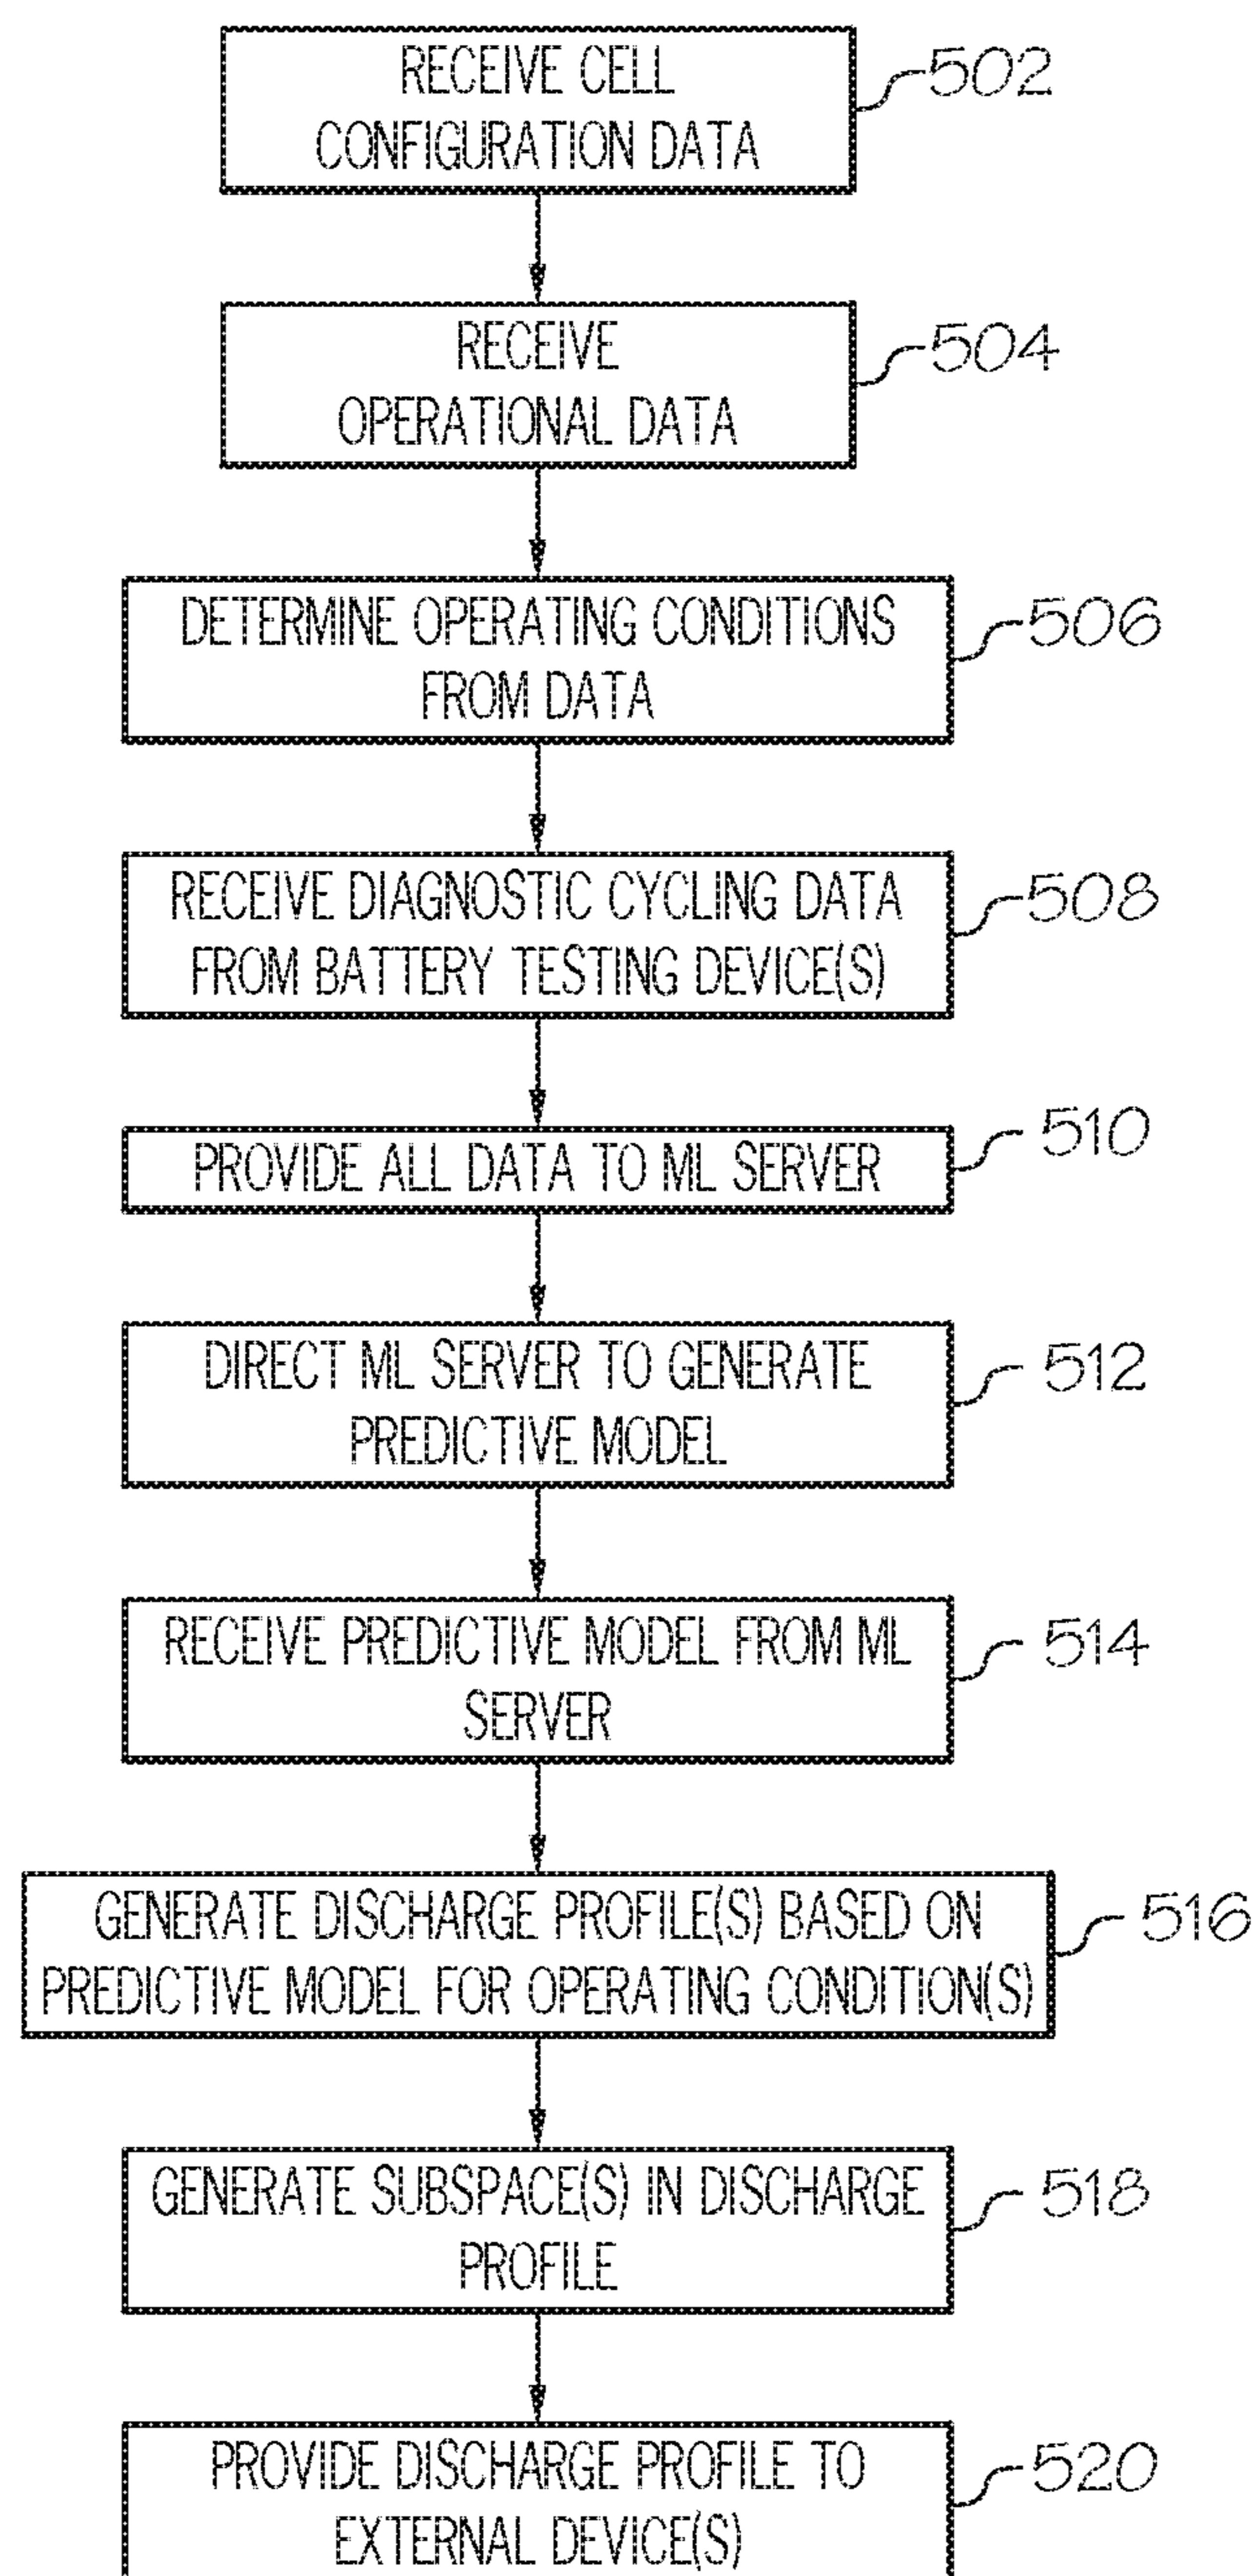 RECEIVE CELL
CONFIGURATION DATA
502
RECEIVE
OPERATIONAL DATA
504
DETERMINE OPERATING CONDITIONS
FROM DATA
506
RECEIVE DIAGNOSTIC CYCLING DATA
FROM BATTERY TESTING DEVICE(S)
508
PROVIDE ALL DATA TO ML SERVER
510
DIRECT ML SERVER TO GENERATE
PREDICTIVE MODEL
512
RECEIVE PREDICTIVE MODEL FROM ML
SERVER
514
GENERATE DISCHARGE PROFILE(S) BASED ON
PREDICTIVE MODEL FOR OPERATING CONDITION(S)
516
GENERATE SUBSPACE(S) IN DISCHARGE
PROFILE
518
PROVIDE DISCHARGE PROFILE TO
EXTERNAL DEVICE(S)
520